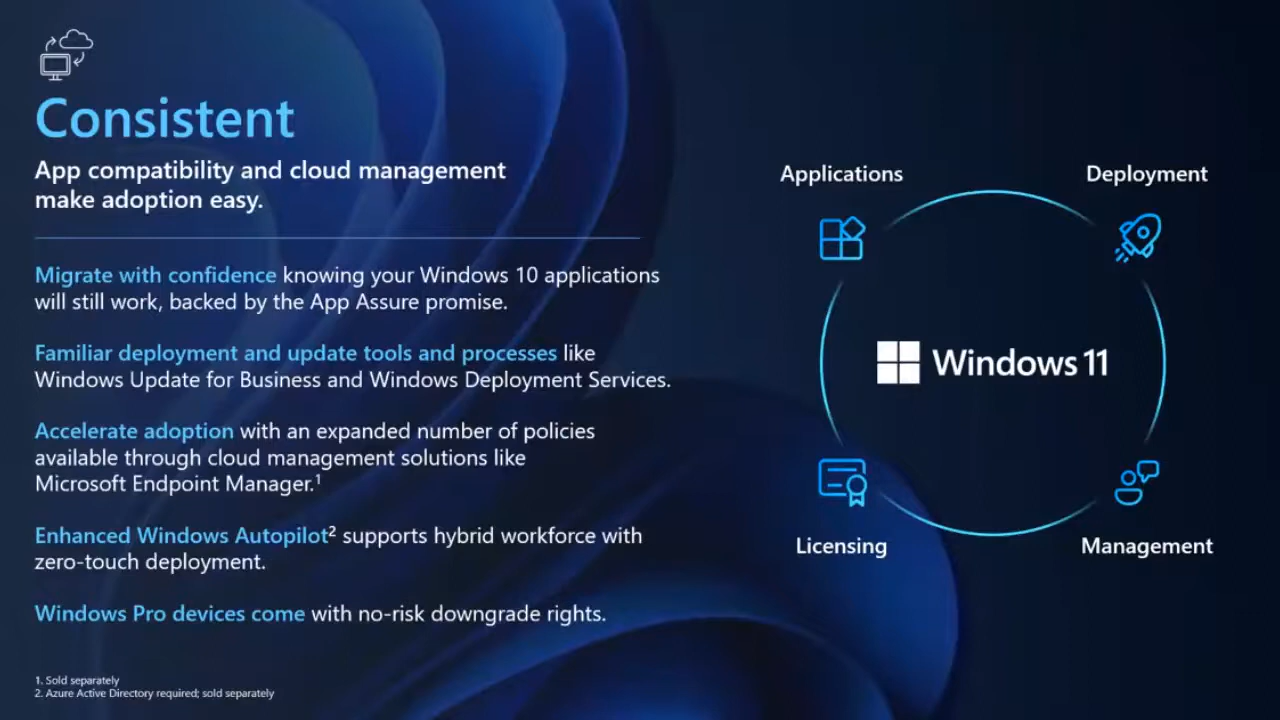 Consistent
App compatibility and cloud management
make adoption easy.
Migrate with confidence knowing your Windows 10 applications
will still work, backed by the App Assure promise.
Familiar deployment and update tools and processes like
Windows Update for Business and Windows Deployment Services.
Accelerate adoption with an expanded number of policies
available through cloud management solutions like
Microsoft Endpoint Manager.¹
Enhanced Windows Autopilot² supports hybrid workforce with
zero-touch deployment.
Windows Pro devices come with no-risk downgrade rights.
1. Sold separately
2. Azure Active Directory required; sold separately
Applications
Deployment
Windows 11
Licensing
Management